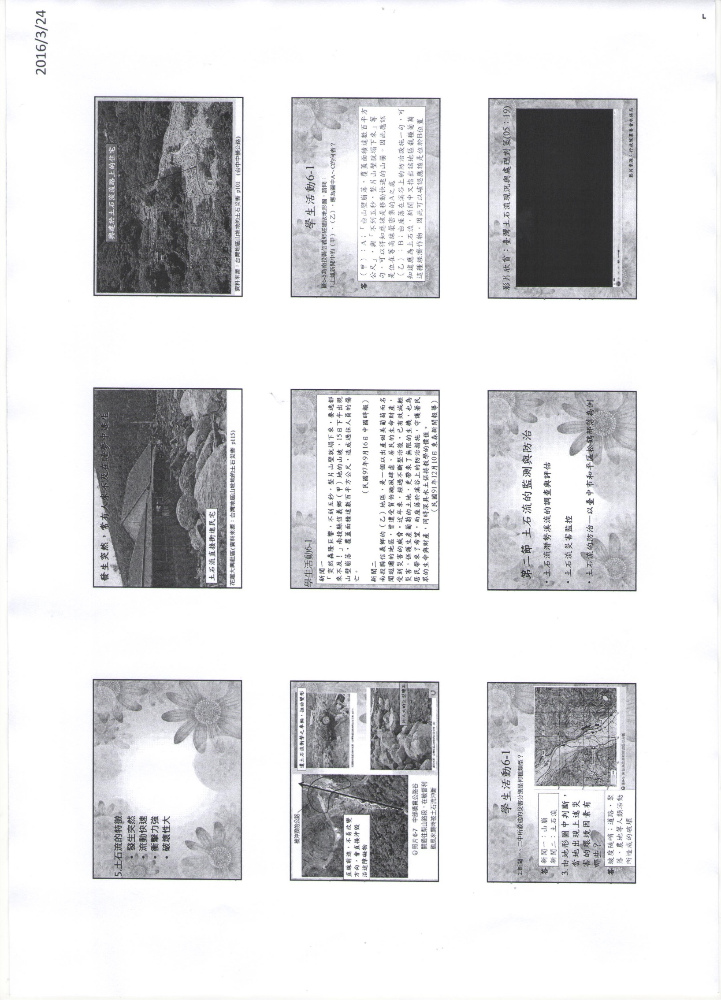 2016/3/24
5.土石流的特徵
• 發生突然
• 流動快速
• 衝擊力強
• 破壞性大
發生突然，常有人來不及在睡夢中逃生
土石流直接衝進民宅
花蓮大興社區(資料來源：台灣地區山坡地的土石災害 p115)
興建於土石流流路上的住宅
資料來源：台灣地區山坡地的土石災害 p101 （台中中橫公路）
被沖毀的公路
直線前進，不易改變
方向，會直接沖毀
沿途障礙物
照片 6-7 中部橫貫公路谷
關通往梨山路段，在敏督利
颱風來襲時被土石流沖斷
遭土石流衝擊之車輛，扭曲變形
比人大的巨型礫石
學生活動6-1
新聞一
「突然轟隆巨響，不到五秒，整片山壁就塌下來，要逃都
來不及！」南投縣信義鄉（甲）地的山坡，15日下午出現
山壁崩落，覆蓋面積達數百平方公尺，造成過往人員的傷
亡。
（民國97年9月16日 中國時報）
新聞二
南投縣信義鄉的（乙）地區，是一個以出產甜美葡萄而名
聞遐邇的地區，曾遭受賀伯颱風肆虐，居民的生命財產，
受到災害的威脅。近年來，經過不斷整治後，已有效減輕
災害，保護生產葡萄的土地，更帶來了無限的生機，也為
居民帶來了希望，而座落於溪谷上的防治措施，守護著民
眾的生命與財產，同時深具水土保持教學的價值。
（民國91年12月10日 東森新聞報導）
學生活動6-1
圖6-5為南投縣信義鄉經建版地形圖，請問：
1.上述新聞中的（甲）、（乙），應為圖中A～C的何者？
答
（甲）：A；「由山壁崩落，覆蓋面積達數百平方
公尺」，與「不到五秒，整片山壁就塌下來」等
句，可以得知應該是移動快速的山崩。因此應該
是位在等高線最密集的A之處
（乙）：B；由座落在溪谷上的防治設施一句，可
知道應為土石流，新聞中又指出該地區栽種葡萄
這種經濟作物，因此可以確認應該是位於B位置
學生活動6-1
2.新聞一、二中所敘述的災害分別是何種類型？
答
新聞一：山崩
新聞二：土石流
3.由地形圖中判斷，
當地出現上述災
害的環境因素有
哪些？
答
坡度陡峭；道路、聚
落、農地等人類活動
所造成的破壞
第二節 土石流的監測與防治
• 土石流潛勢溪流的調查與評估
• 土石流災害監控
• 土石流的防治—以臺中市和平區松鶴部落為例
影片欣賞：臺灣土石流現況與處理對策(05：19)
影片來源：行政院農委會水保局